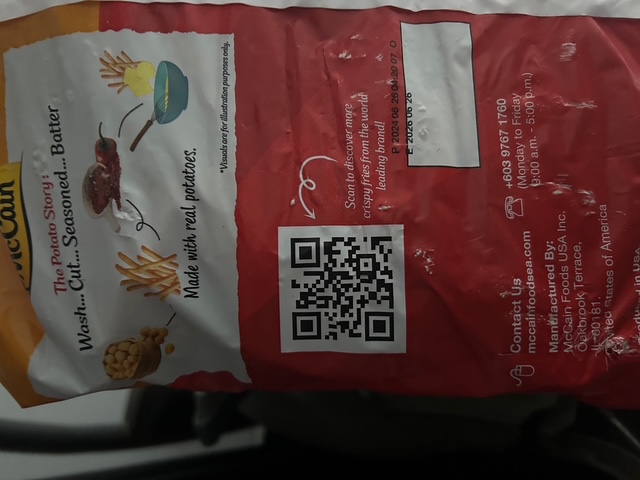 McCain
The Potato Story:
Wash... Cut... Seasoned... Batter
Made with real potatoes.
*Visuals are for illustration purposes only.
Scan to discover more
crispy fries from the world
leading brand!
Contact Us
mccainfoodsea.com
+603 9767 1760
(Monday to Friday
9:00 a.m. - 5:00 p.m.)
Manufactured By:
McCain Foods USA Inc.
Oakbrook Terrace,
United States of America